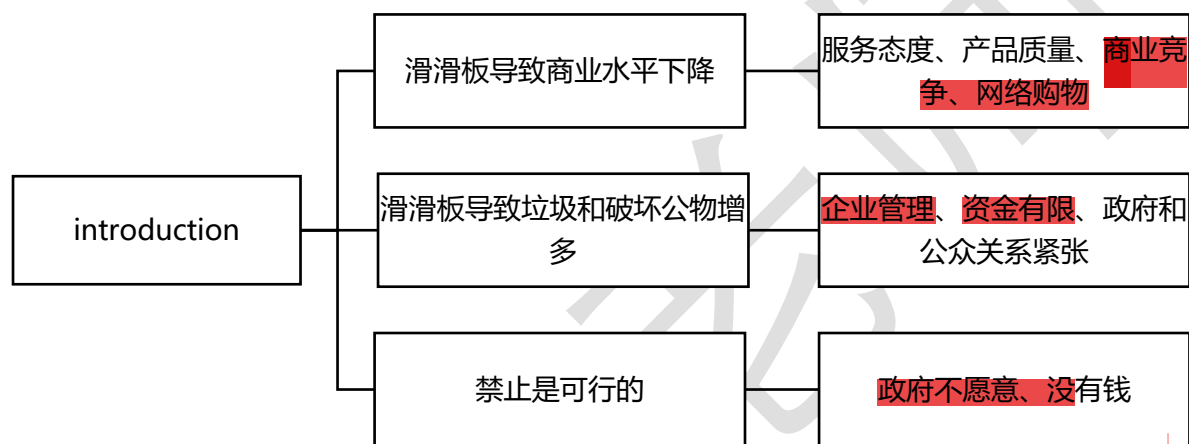 滑滑板导致商业水平下降
服务态度、产品质量、商业竞
争、网络购物
introduction
滑滑板导致垃圾和破坏公物增
多
企业管理、资金有限、政府和
公众关系紧张
禁止是可行的
政府不愿意、没有钱